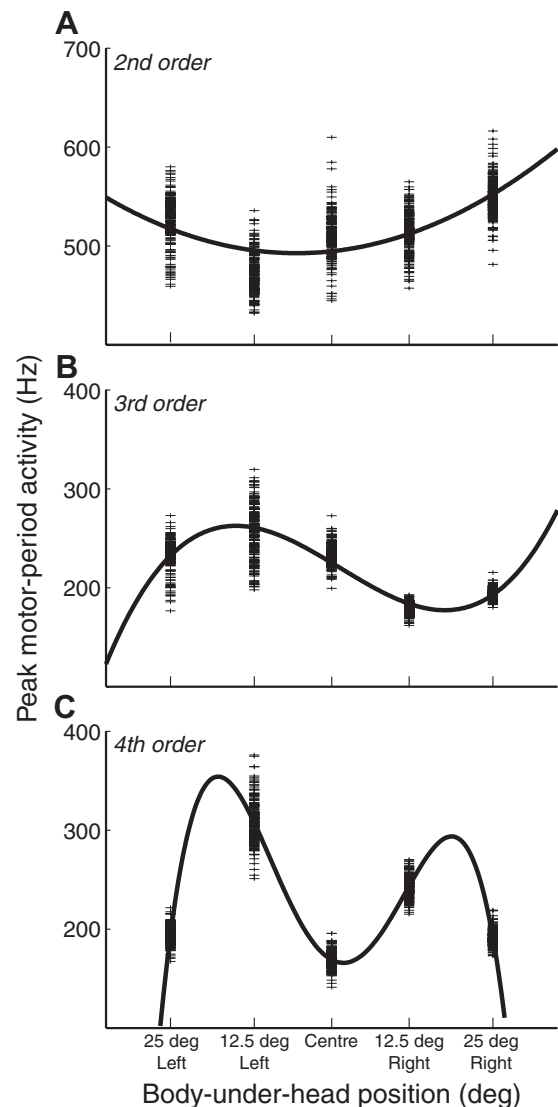 A
700
2nd order
600
500
B
400
3rd order
300
200
C
400
4th order
300
200
Peak motor-period activity (Hz)
25 deg 12.5 deg Centre 12.5 deg 25 deg
Left Left Right Right
Body-under-head position (deg)